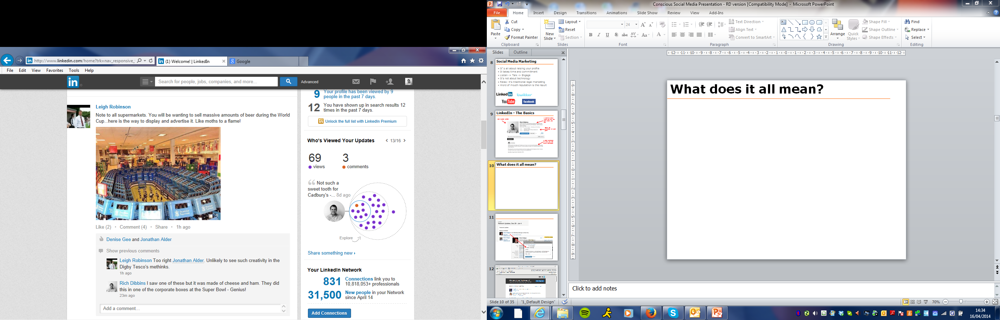 http://www.linkedin.com/home?trk=nav_responsive_
(1) Welcome! | LinkedIn
Google
File Edit View Favorites Tools Help
in
Search for people, jobs, companies, and more...
Advanced
9 Your profile has been viewed by 9
people in the past 7 days.
12 You have shown up in search results 12
times in the past 7 days.
Unlock the full list with LinkedIn Premium
Leigh Robinson
Note to all supermarkets. You will be wanting to sell massive amounts of beer during the World
Cup...here is the way to display and advertise it. Like moths to a flame!
Like (2) • Comment (4) • Share • 1h ago
Denise Gee and Jonathan Alder
Show previous comments
Leigh Robinson Too right Jonathan Alder. Unlikely to see such creativity in the
Digby Tesco's methinks.
1h ago
Rich Dibbins I saw one of these but it was made of cheese and ham. They did
this in one of the corporate boxes at the Super Bowl - Genius!
23m ago
Add a comment...
Who's Viewed Your Updates
< 13/16 >
69 3
views comments
Not such a
sweet tooth for
Cadbury's -... 8d ago
Explore
Share something new
Your LinkedIn Network
831 Connections link you to
10,818,053+ professionals
31,500 New people in your Network
since April 14
Add Connections
Conscious Social Media Presentation - RD version [Compatibility Mode] - Microsoft PowerPoint
File Home Insert Design Transitions Animations Slide Show Review View Add-Ins
Paste
Cut
Copy
Format Painter
Clipboard
New
Slide
Layout
Reset
Section
Slides
24
Font
Text Direction
Align Text
Convert to SmartArt
Paragraph
Arrange
Quick
Styles
Shape Fill
Shape Outline
Shape Effects
Drawing
Find
Replace
Select
Editing
Slides Outline
8
Social Media Marketing
• It's all about raising your profile
• It takes time and commitment
• Listen -> Talk -> Engage
• It's not about technology
• Relax: it's traditional legal marketing
• Word of mouth reputation is the result
Linked in
twitter
YouTube
facebook
9
LinkedIn – The Basics
10
What does it all mean?
11
Network Updates, Dec 28 - Jan 4
12
What does it all mean?
Click to add notes
Slide 10 of 35 "1_Default Design" 70%
14:34
16/04/2014